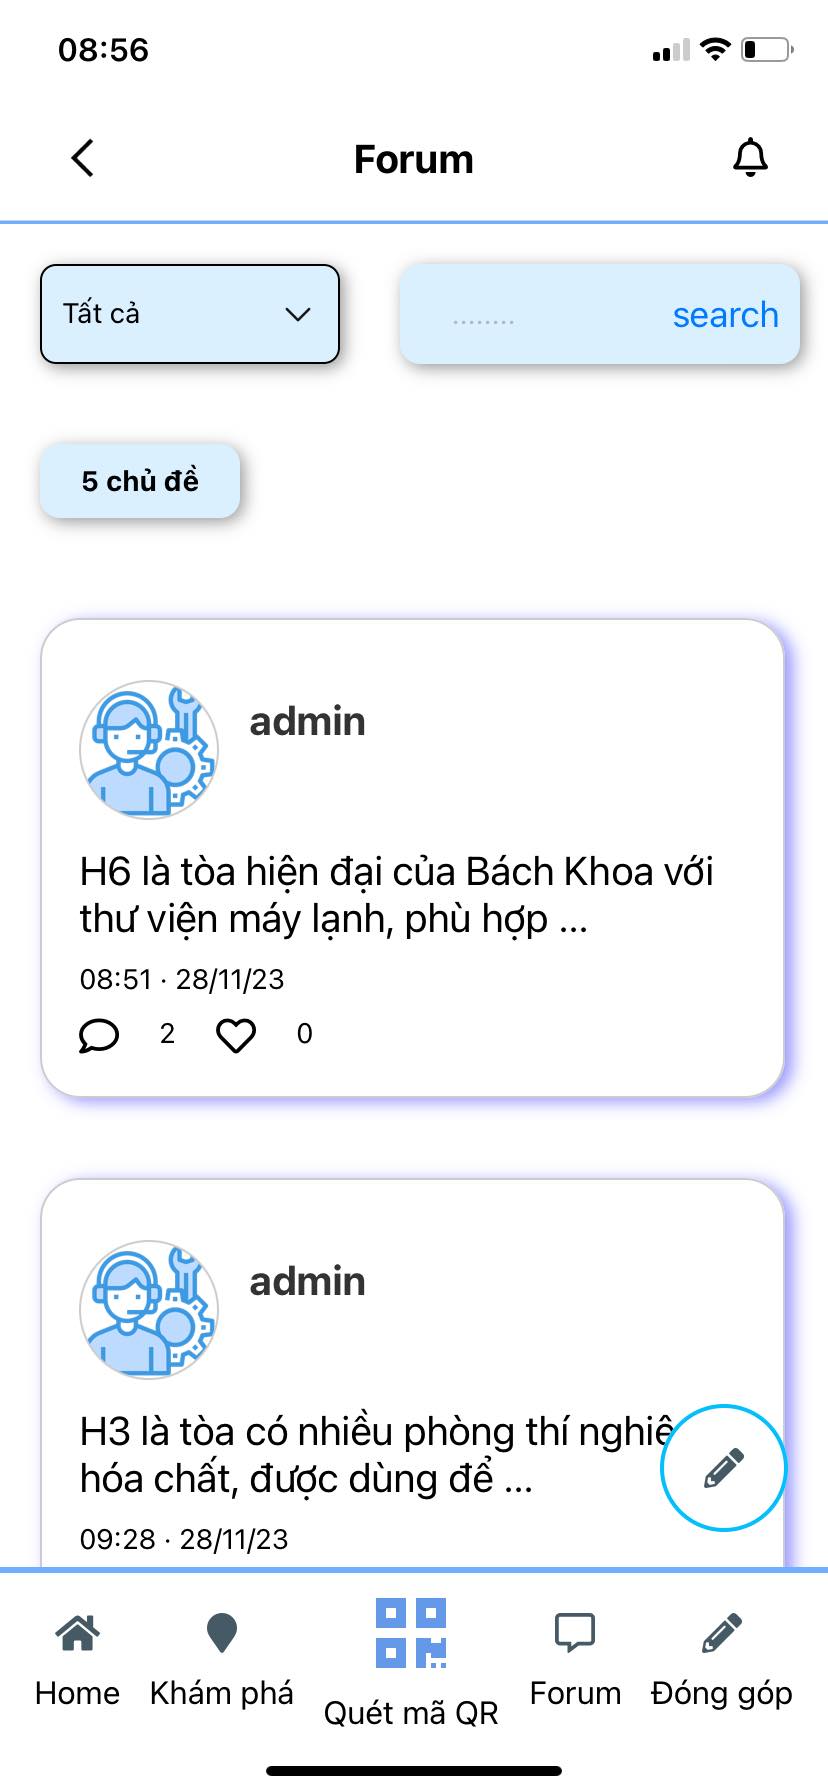 08:56
Forum
Tất cả
........ search
5 chủ đề
admin
H6 là tòa hiện đại của Bách Khoa với
thư viện máy lạnh, phù hợp ...
08:51 · 28/11/23
2 0
admin
H3 là tòa có nhiều phòng thí nghiê
hóa chất, được dùng để ...
09:28 · 28/11/23
Home Khám phá Quét mã QR Forum Đóng góp